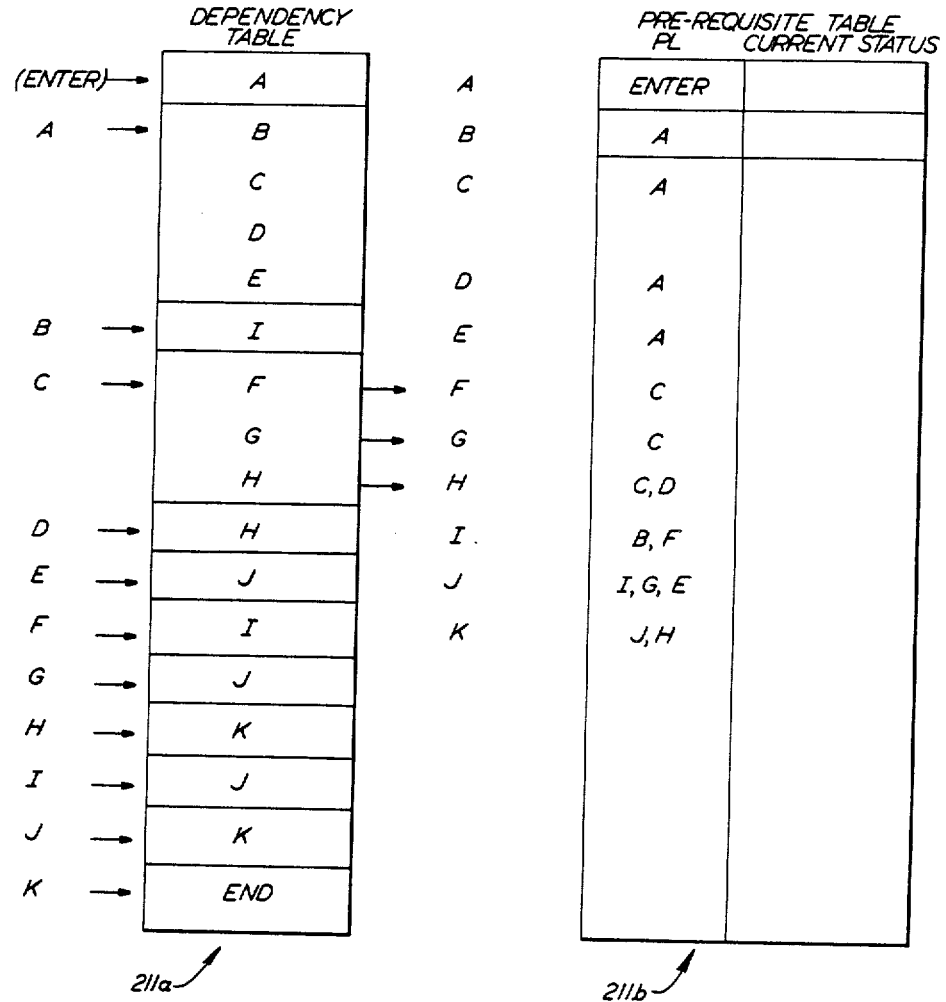 DEPENDENCY TABLE
PRE-REQUISITE TABLE
PL CURRENT STATUS
(ENTER) A A ENTER
A B B A
C C A
D
E D A
B I E A
C F F C
G G C
H H C, D
D H I B, F
E J J I, G, E
F I K J, H
G J
H K
I J
J K
K END
211a 211b